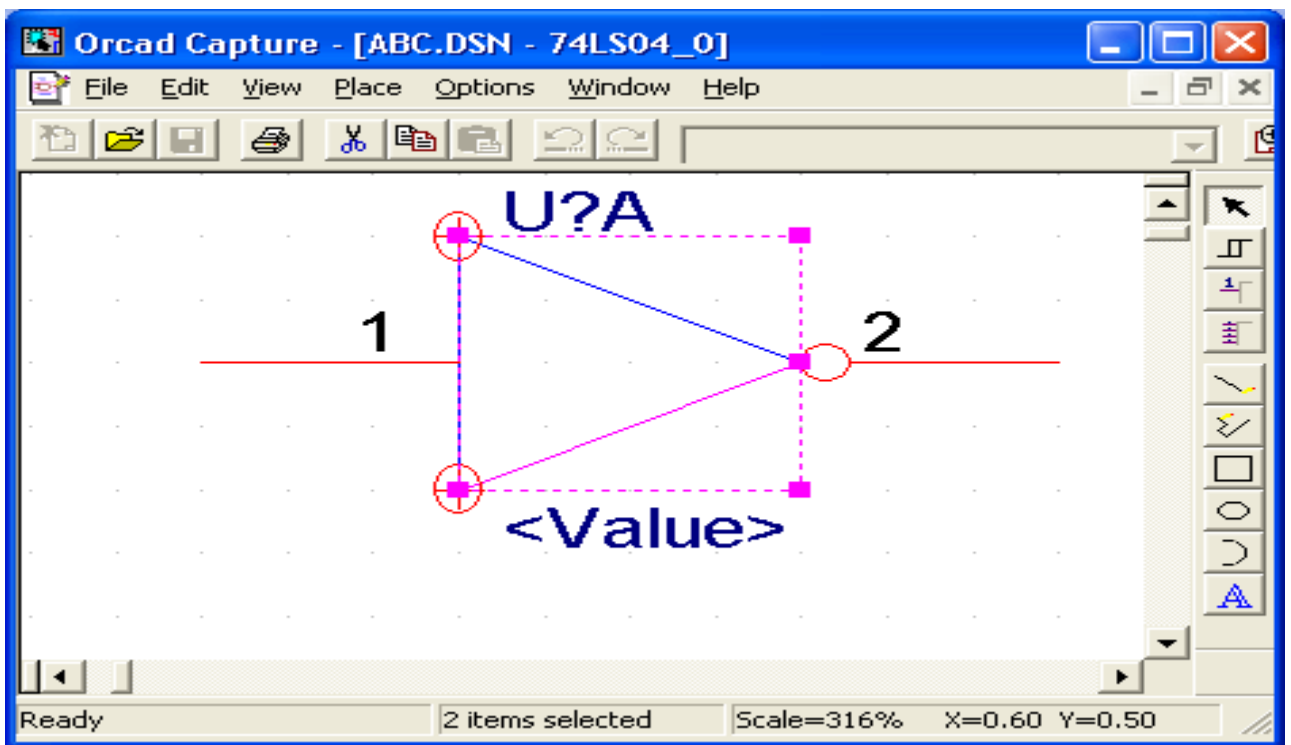 Orcad Capture - [ABC.DSN - 74LS04_0]
File Edit View Place Options Window Help
U?A
1
2
<Value>
Ready
2 items selected
Scale=316% X=0.60 Y=0.50